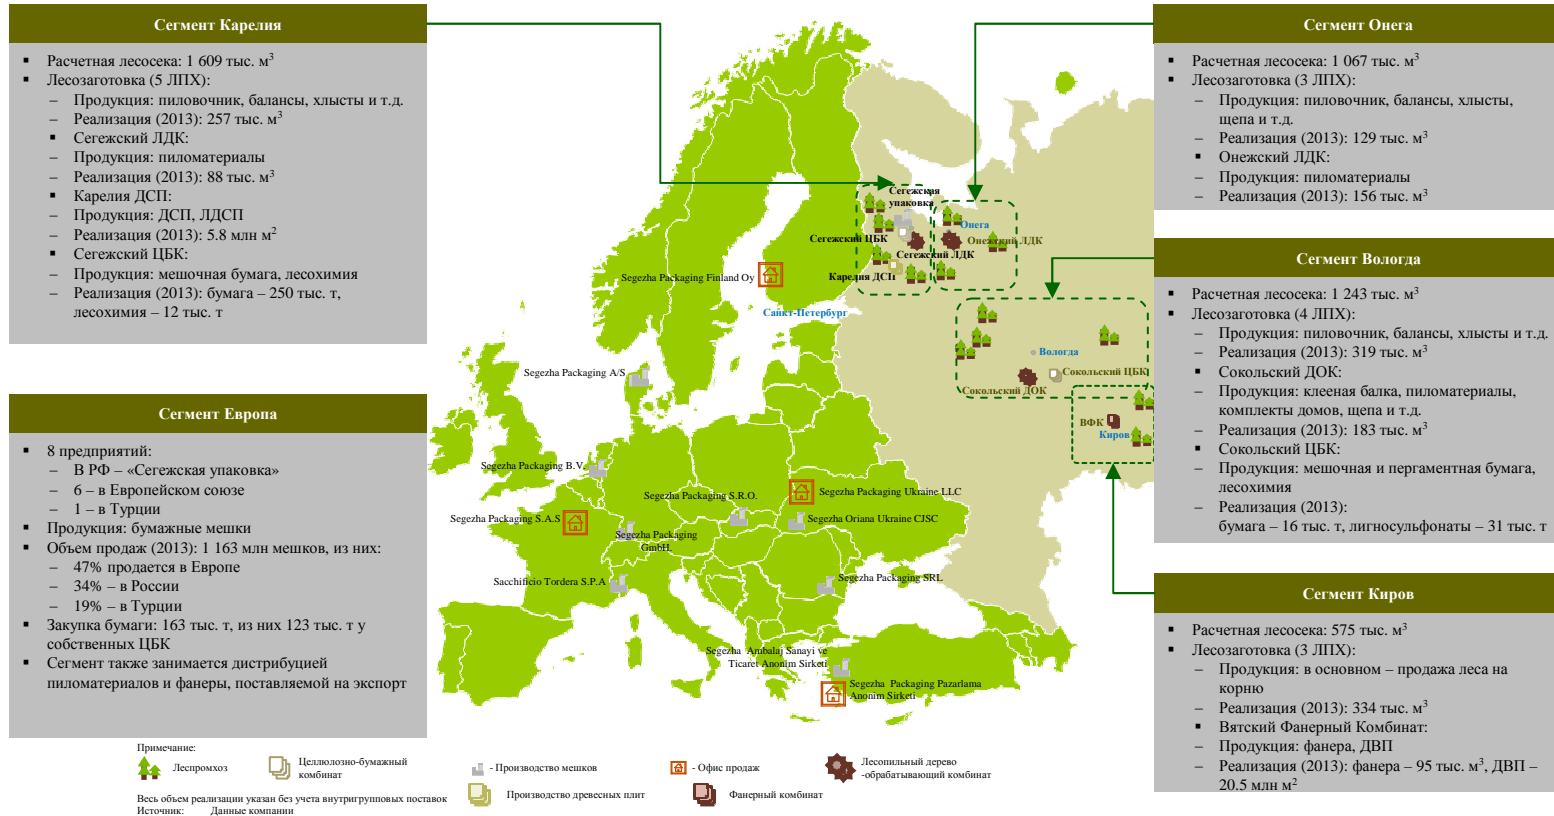 Сегмент Карелия
▪ Расчетная лесосека: 1 609 тыс. м³
▪ Лесозаготовка (5 ЛПХ):
– Продукция: пиловочник, балансы, хлысты и т.д.
– Реализация (2013): 257 тыс. м³
▪ Сегежский ЛДК:
– Продукция: пиломатериалы
– Реализация (2013): 88 тыс. м³
▪ Карелия ДСП:
– Продукция: ДСП, ЛДСП
– Реализация (2013): 5.8 млн м²
▪ Сегежский ЦБК:
– Продукция: мешочная бумага, лесохимия
– Реализация (2013): бумага – 250 тыс. т,
лесохимия – 12 тыс. т
Сегмент Европа
▪ 8 предприятий:
– В РФ – «Сегежская упаковка»
– 6 – в Европейском союзе
– 1 – в Турции
▪ Продукция: бумажные мешки
▪ Объем продаж (2013): 1 163 млн мешков, из них:
– 47% продается в Европе
– 34% – в России
– 19% – в Турции
▪ Закупка бумаги: 163 тыс. т, из них 123 тыс. т у
собственных ЦБК
▪ Сегмент также занимается дистрибуцией
пиломатериалов и фанеры, поставляемой на экспорт
Сегежская
упаковка
Сегежский ЦБК
Сегежский ЛДК
Карелия ДСП
Онега
Онежский ЛДК
Segezha Packaging Finland Oy
Санкт-Петербург
Вологда
Сокольский ЦБК
Сокольский ДОК
ВФК
Киров
Segezha Packaging A/S
Segezha Packaging B.V.
Segezha Packaging S.R.O.
Segezha Packaging Ukraine LLC
Segezha Packaging S.A.S
Segezha Oriana Ukraine CJSC
Segezha Packaging
GmbH.
Sacchificio Tordera S.P.A
Segezha Packaging SRL
Segezha Ambalaj Sanayi ve
Ticaret Anonim Sirketi
Segezha Packaging Pazarlama
Anonim Sirketi
Сегмент Онега
▪ Расчетная лесосека: 1 067 тыс. м³
▪ Лесозаготовка (3 ЛПХ):
– Продукция: пиловочник, балансы, хлысты,
щепа и т.д.
– Реализация (2013): 129 тыс. м³
▪ Онежский ЛДК:
– Продукция: пиломатериалы
– Реализация (2013): 156 тыс. м³
Сегмент Вологда
▪ Расчетная лесосека: 1 243 тыс. м³
▪ Лесозаготовка (4 ЛПХ):
– Продукция: пиловочник, балансы, хлысты и т.д.
– Реализация (2013): 319 тыс. м³
▪ Сокольский ДОК:
– Продукция: клееная балка, пиломатериалы,
комплекты домов, щепа и т.д.
– Реализация (2013): 183 тыс. м³
▪ Сокольский ЦБК:
– Продукция: мешочная и пергаментная бумага,
лесохимия
– Реализация (2013):
бумага – 16 тыс. т, лигносульфонаты – 31 тыс. т
Сегмент Киров
▪ Расчетная лесосека: 575 тыс. м³
▪ Лесозаготовка (3 ЛПХ):
– Продукция: в основном – продажа леса на
корню
– Реализация (2013): 334 тыс. м³
▪ Вятский Фанерный Комбинат:
– Продукция: фанера, ДВП
– Реализация (2013): фанера – 95 тыс. м³, ДВП –
20.5 млн м²
Примечание:
Леспромхоз
Целлюлозно-бумажный
комбинат
- Производство мешков
- Офис продаж
Лесопильный дерево
-обрабатывающий комбинат
Производство древесных плит
Фанерный комбинат
Весь объем реализации указан без учета внутригрупповых поставок
Источник: Данные компании